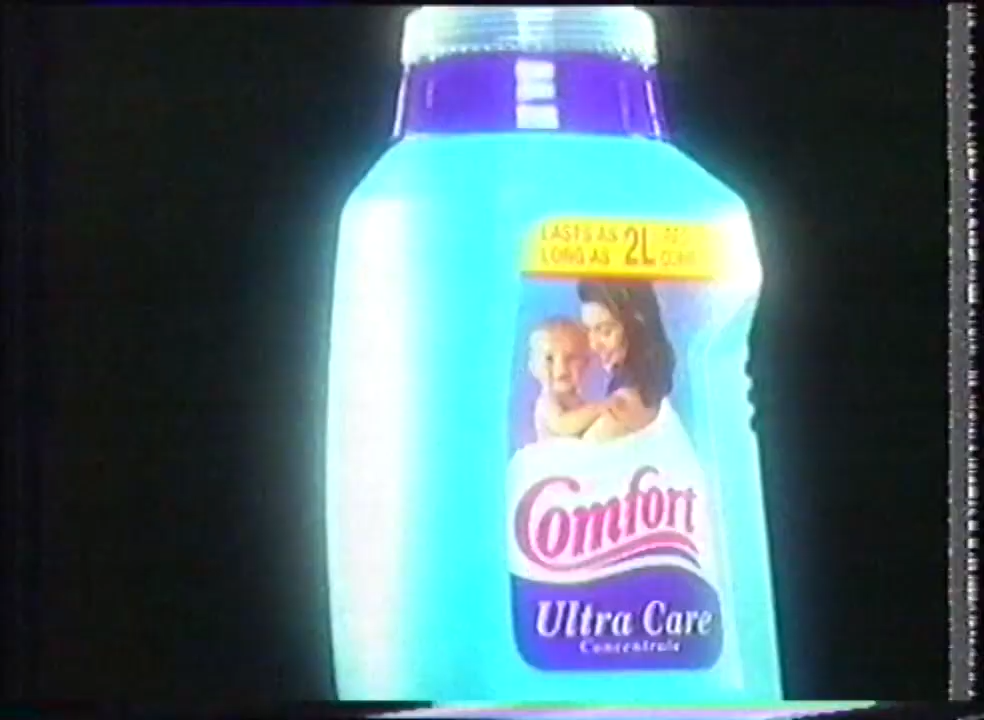 LASTS AS
LONG AS 2L
Comfort
Ultra Care
Concentrate